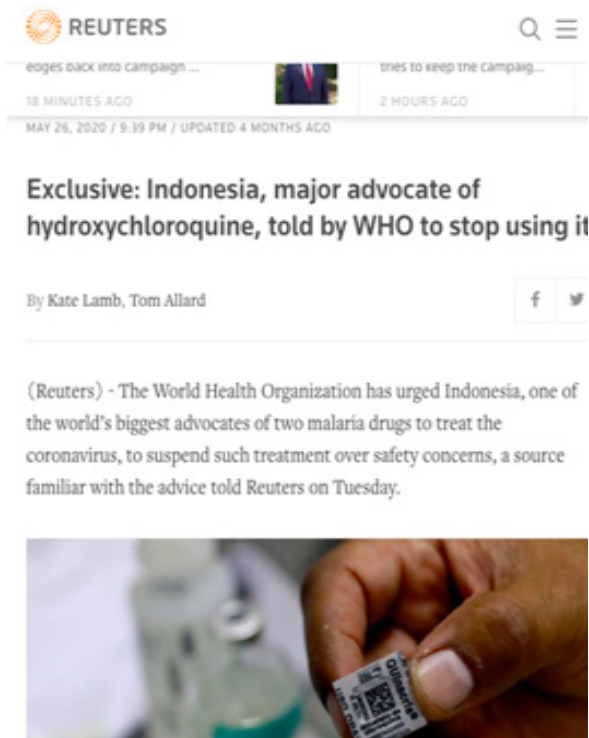 REUTERS
edges back into campaign ...
tries to keep the campaig...
18 MINUTES AGO
2 HOURS AGO
MAY 26, 2020 / 9:39 PM / UPDATED 4 MONTHS AGO
Exclusive: Indonesia, major advocate of
hydroxychloroquine, told by WHO to stop using it
By Kate Lamb, Tom Allard
(Reuters) - The World Health Organization has urged Indonesia, one of
the world's biggest advocates of two malaria drugs to treat the
coronavirus, to suspend such treatment over safety concerns, a source
familiar with the advice told Reuters on Tuesday.